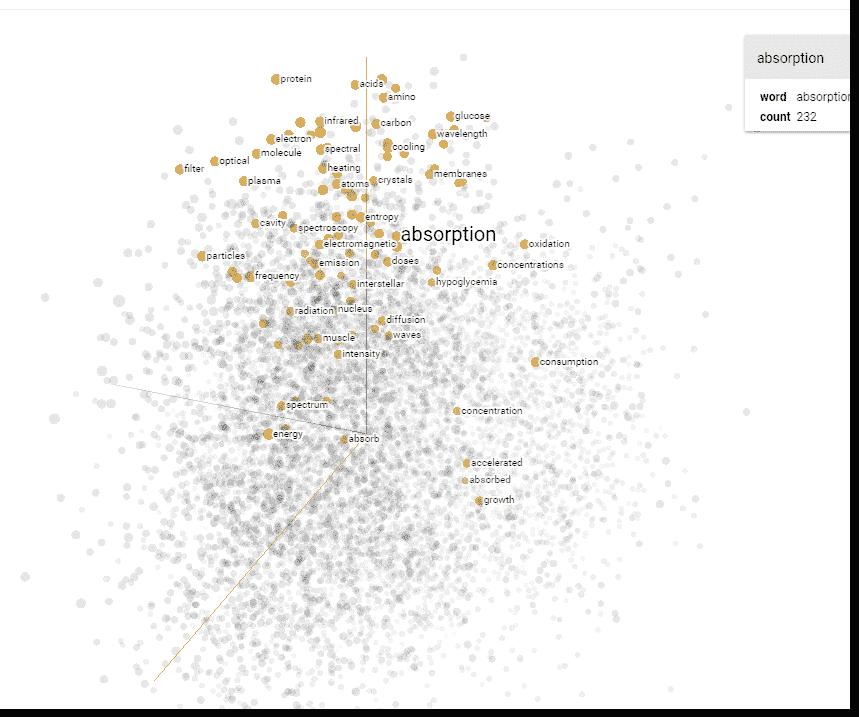 absorption
word absorption
count 232
protein
acids
amino
glucose
infrared
carbon
wavelength
electron
spectral
cooling
molecule
optical
filter
heating
membranes
plasma
atoms
crystals
entropy
cavity
spectroscopy
absorption
electromagnetic
oxidation
particles
emission
doses
concentrations
frequency
interstellar
hypoglycemia
radiation
nucleus
diffusion
muscle
waves
intensity
consumption
spectrum
concentration
energy
absorb
accelerated
absorbed
growth